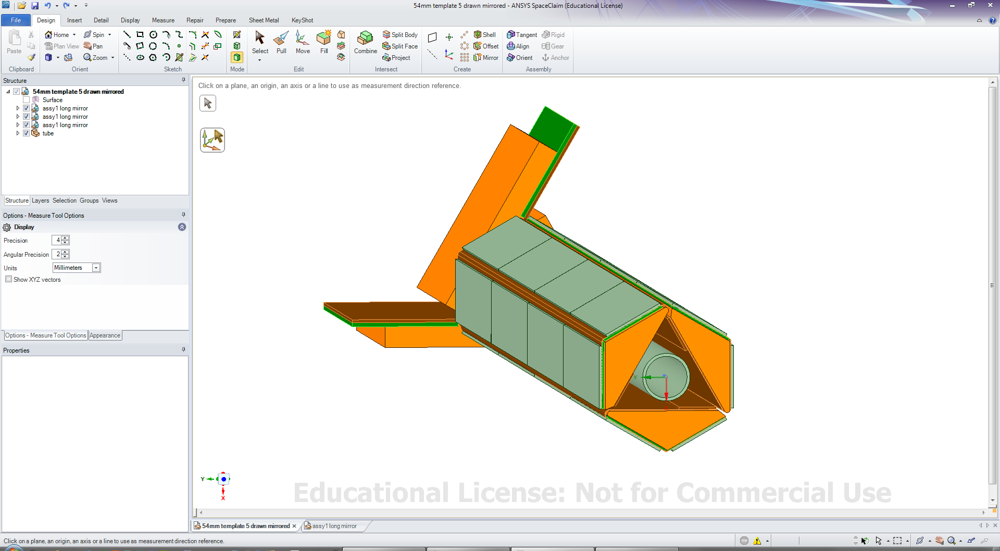 54mm template 5 drawn mirrored - ANSYS SpaceClaim (Educational License)
File Design Insert Detail Display Measure Repair Prepare Sheet Metal KeyShot
Paste
Clipboard
Home Spin
Plan View Pan
Zoom
Orient
Sketch
Mode
Select Pull Move Fill
Edit
Combine
Split Body
Split Face
Project
Intersect
Shell
Offset
Mirror
Create
Tangent Rigid
Align Gear
Orient Anchor
Assembly
Structure
54mm template 5 drawn mirrored
Surface
assy1 long mirror
assy1 long mirror
assy1 long mirror
tube
Structure Layers Selection Groups Views
Options - Measure Tool Options
Display
Precision 4
Angular Precision 2
Units Millimeters
Show XYZ vectors
Options - Measure Tool Options Appearance
Properties
Click on a plane, an origin, an axis or a line to use as measurement direction reference.
Y
Y
X
Educational License: Not for Commercial Use
54mm template 5 drawn mirrored assy1 long mirror
Click on a plane, an origin, an axis or a line to use as measurement direction reference.